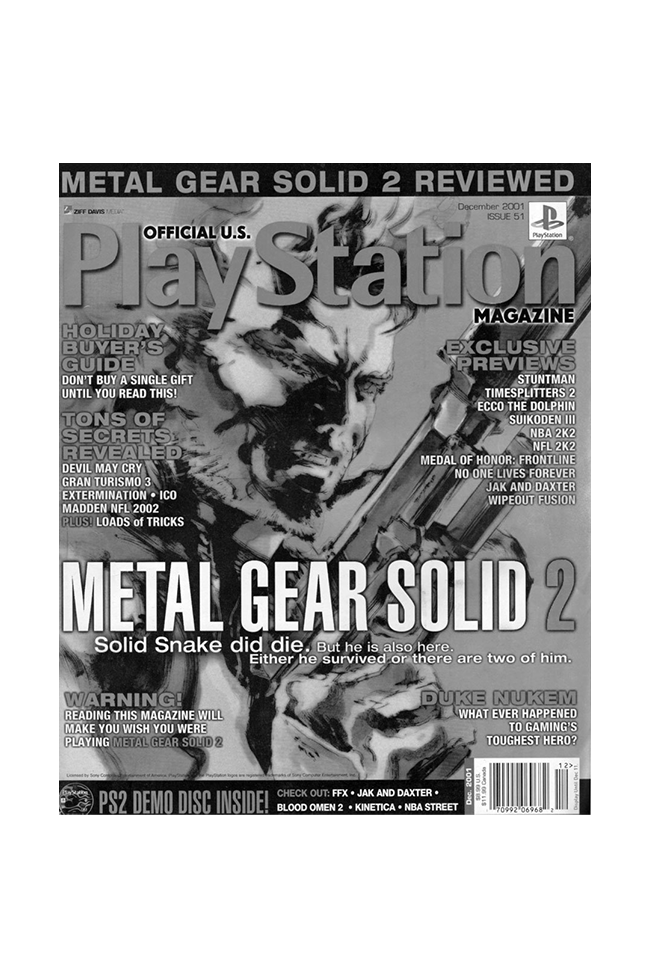 METAL GEAR SOLID 2 REVIEWED
ZIFF DAVIS MEDIA
December 2001
ISSUE 51
PlayStation
OFFICIAL U.S.
PlayStation
MAGAZINE
HOLIDAY
BUYER'S
GUIDE
DON'T BUY A SINGLE GIFT
UNTIL YOU READ THIS!
TONS OF
SECRETS
REVEALED
DEVIL MAY CRY
GRAN TURISMO 3
EXTERMINATION • ICO
MADDEN NFL 2002
PLUS! LOADS of TRICKS
EXCLUSIVE
PREVIEWS
STUNTMAN
TIMESPLITTERS 2
ECCO THE DOLPHIN
SUIKODEN III
NBA 2K2
NFL 2K2
MEDAL OF HONOR: FRONTLINE
NO ONE LIVES FOREVER
JAK AND DAXTER
WIPEOUT FUSION
METAL GEAR SOLID 2
Solid Snake did die. But he is also here.
Either he survived or there are two of him.
WARNING!
READING THIS MAGAZINE WILL
MAKE YOU WISH YOU WERE
PLAYING METAL GEAR SOLID 2
DUKE NUKEM
WHAT EVER HAPPENED
TO GAMING'S
TOUGHEST HERO?
PS2 DEMO DISC INSIDE!
CHECK OUT: FFX • JAK AND DAXTER •
BLOOD OMEN 2 • KINETICA • NBA STREET
Dec. 2001
$9.99 U.S.
$11.99 Canada
12>
70992 06968 2
Display Until Dec. 11